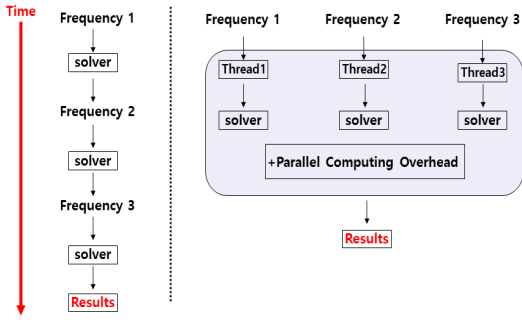 Time
Frequency 1
solver
Frequency 2
solver
Frequency 3
solver
Results
Frequency 1 Frequency 2 Frequency 3
Thread1 Thread2 Thread3
solver solver solver
+Parallel Computing Overhead
Results